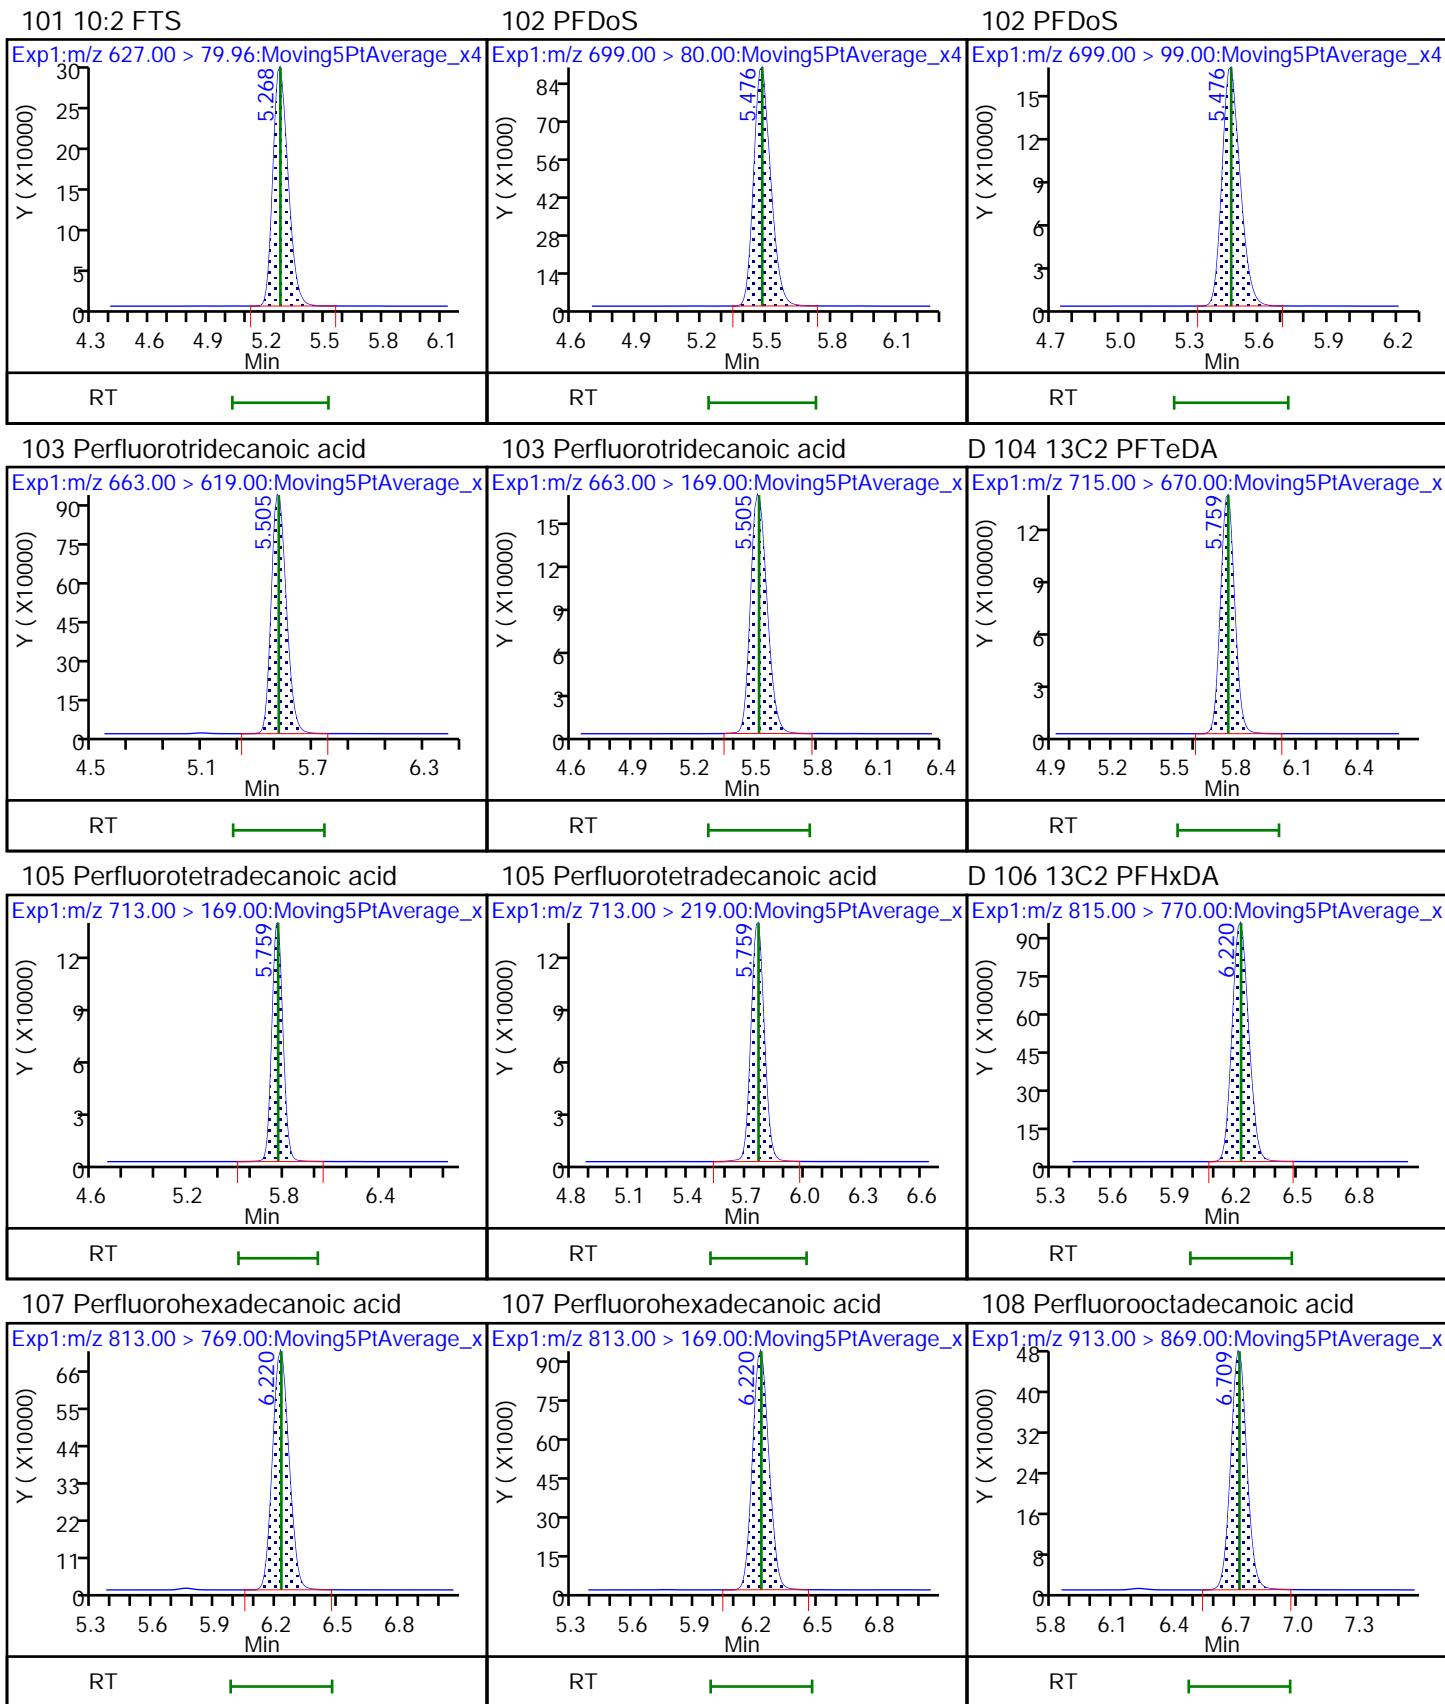 101 10:2 FTS
Exp1:m/z 627.00 > 79.96:Moving5PtAverage_x4
Y ( X10000)
30
25
20
15
10
5
0
5.268
4.3 4.6 4.9 5.2 5.5 5.8 6.1
Min
RT
102 PFDoS
Exp1:m/z 699.00 > 80.00:Moving5PtAverage_x4
Y ( X1000)
84
70
56
42
28
14
0
5.476
4.6 4.9 5.2 5.5 5.8 6.1
Min
RT
102 PFDoS
Exp1:m/z 699.00 > 99.00:Moving5PtAverage_x4
Y ( X10000)
15
12
9
6
3
0
5.476
4.7 5.0 5.3 5.6 5.9 6.2
Min
RT
103 Perfluorotridecanoic acid
Exp1:m/z 663.00 > 619.00:Moving5PtAverage_x
Y ( X10000)
90
75
60
45
30
15
0
5.505
4.5 5.1 5.7 6.3
Min
RT
103 Perfluorotridecanoic acid
Exp1:m/z 663.00 > 169.00:Moving5PtAverage_x
Y ( X10000)
15
12
9
6
3
0
5.505
4.6 4.9 5.2 5.5 5.8 6.1 6.4
Min
RT
D 104 13C2 PFTeDA
Exp1:m/z 715.00 > 670.00:Moving5PtAverage_x
Y ( X100000)
12
9
6
3
0
5.759
4.9 5.2 5.5 5.8 6.1 6.4
Min
RT
105 Perfluorotetradecanoic acid
Exp1:m/z 713.00 > 169.00:Moving5PtAverage_x
Y ( X10000)
12
9
6
3
0
5.759
4.6 5.2 5.8 6.4
Min
RT
105 Perfluorotetradecanoic acid
Exp1:m/z 713.00 > 219.00:Moving5PtAverage_x
Y ( X10000)
12
9
6
3
0
5.759
4.8 5.1 5.4 5.7 6.0 6.3 6.6
Min
RT
D 106 13C2 PFHxDA
Exp1:m/z 815.00 > 770.00:Moving5PtAverage_x
Y ( X10000)
90
75
60
45
30
15
0
6.220
5.3 5.6 5.9 6.2 6.5 6.8
Min
RT
107 Perfluorohexadecanoic acid
Exp1:m/z 813.00 > 769.00:Moving5PtAverage_x
Y ( X10000)
66
55
44
33
22
11
0
6.220
5.3 5.6 5.9 6.2 6.5 6.8
Min
RT
107 Perfluorohexadecanoic acid
Exp1:m/z 813.00 > 169.00:Moving5PtAverage_x
Y ( X1000)
90
75
60
45
30
15
0
6.220
5.3 5.6 5.9 6.2 6.5 6.8
Min
RT
108 Perfluorooctadecanoic acid
Exp1:m/z 913.00 > 869.00:Moving5PtAverage_x
Y ( X10000)
48
40
32
24
16
8
0
6.709
5.8 6.1 6.4 6.7 7.0 7.3
Min
RT